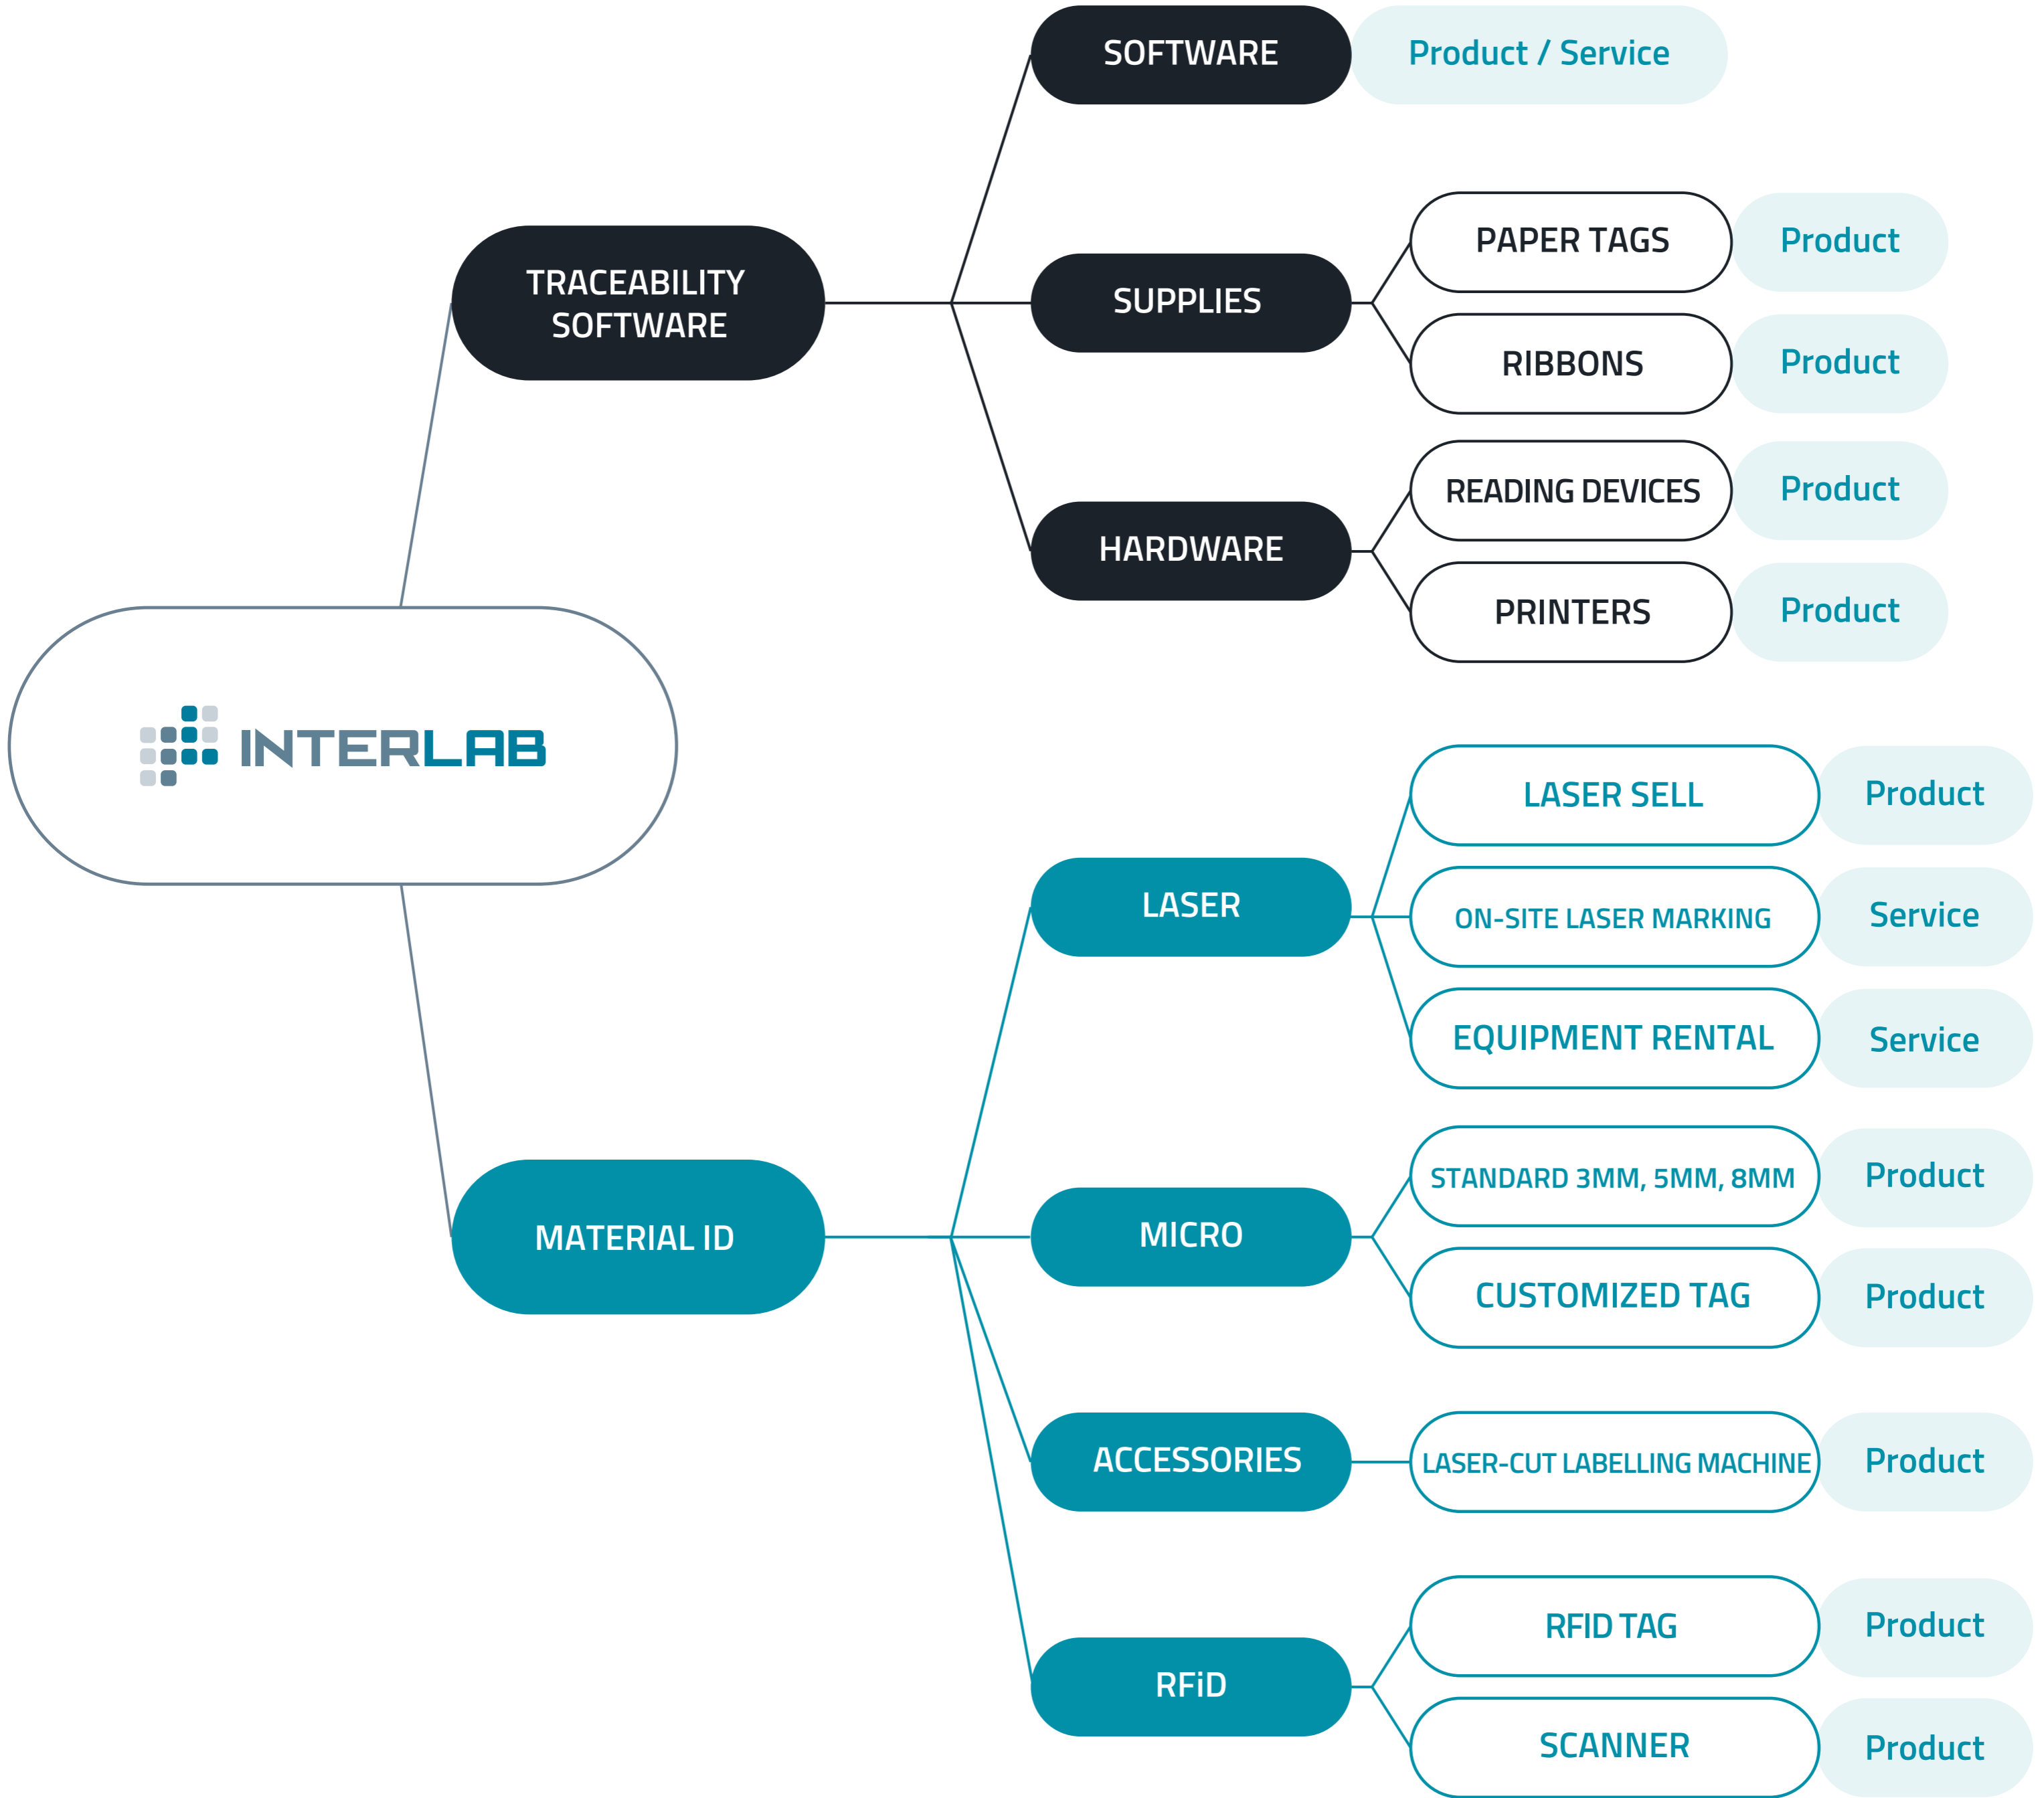 SOFTWARE
Product / Service
TRACEABILITY
SOFTWARE
SUPPLIES
PAPER TAGS
Product
RIBBONS
Product
HARDWARE
READING DEVICES
Product
PRINTERS
Product
INTERLAB
LASER
LASER SELL
Product
ON-SITE LASER MARKING
Service
EQUIPMENT RENTAL
Service
MATERIAL ID
MICRO
STANDARD 3MM, 5MM, 8MM
Product
CUSTOMIZED TAG
Product
ACCESSORIES
LASER-CUT LABELLING MACHINE
Product
RFiD
RFID TAG
Product
SCANNER
Product